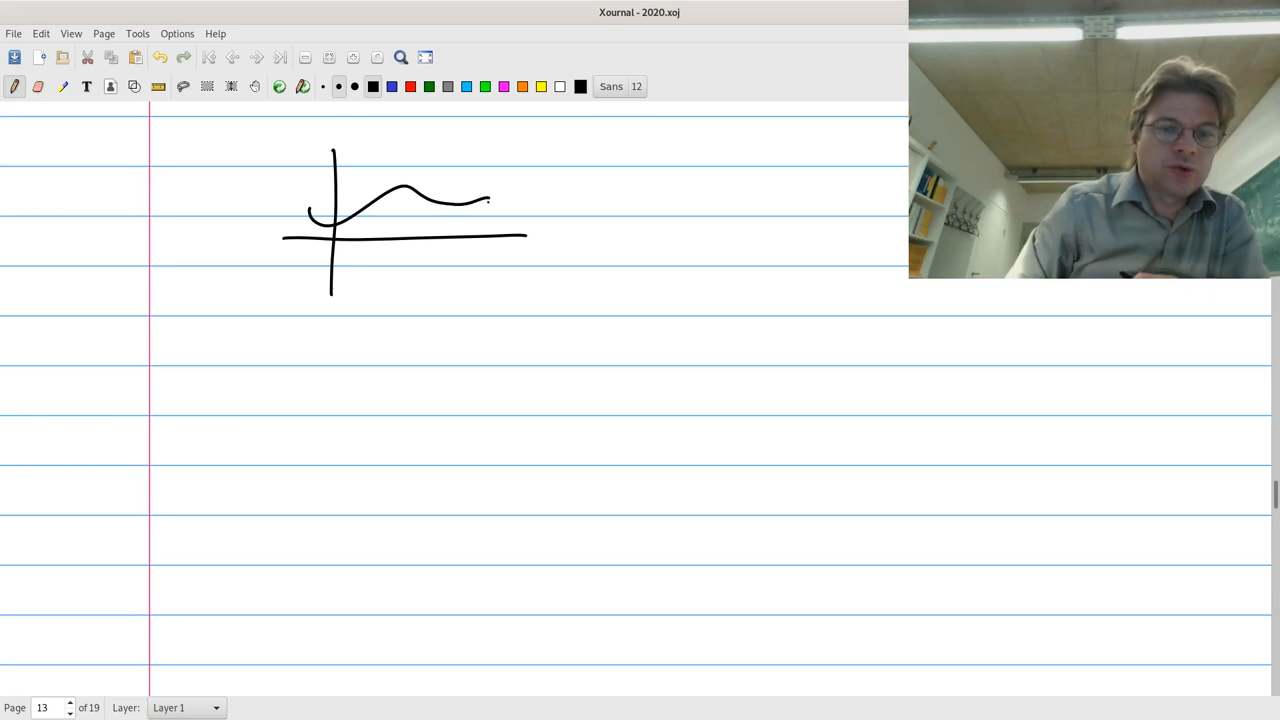 Xournal - 2020.xoj
File Edit View Page Tools Options Help
T Sans 12
Page 13 of 19 Layer: Layer 1